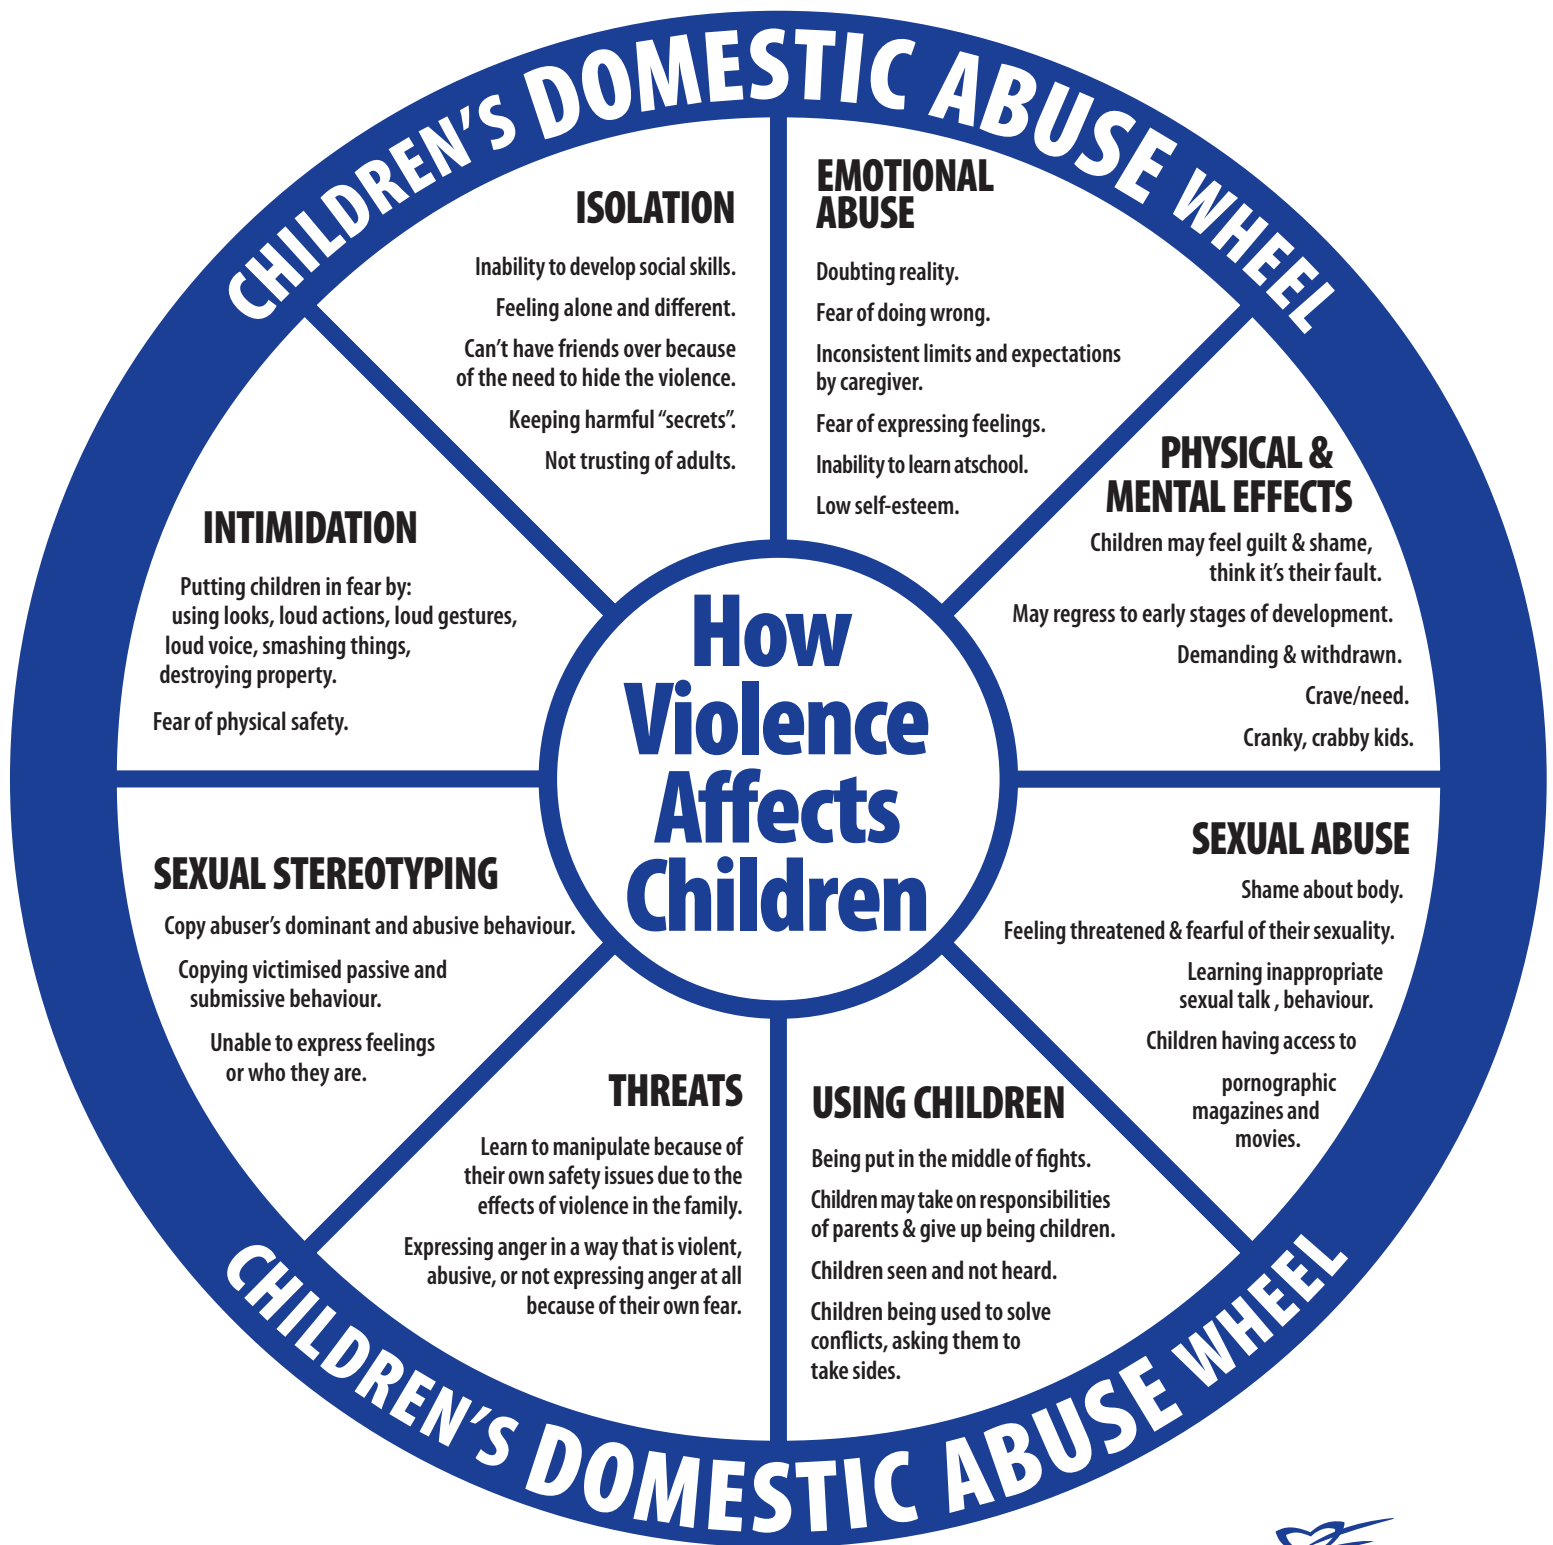 CHILDREN'S DOMESTIC ABUSE WHEEL
ISOLATION
Inability to develop social skills.
Feeling alone and different.
Can't have friends over because
of the need to hide the violence.
Keeping harmful “secrets”.
Not trusting of adults.
EMOTIONAL
ABUSE
Doubting reality.
Fear of doing wrong.
Inconsistent limits and expectations
by caregiver.
Fear of expressing feelings.
Inability to learn atschool.
Low self-esteem.
PHYSICAL &
MENTAL EFFECTS
Children may feel guilt & shame,
think it's their fault.
May regress to early stages of development.
Demanding & withdrawn.
Crave/need.
Cranky, crabby kids.
INTIMIDATION
Putting children in fear by:
using looks, loud actions, loud gestures,
loud voice, smashing things,
destroying property.
Fear of physical safety.
How
Violence
Affects
Children
SEXUAL ABUSE
Shame about body.
Feeling threatened & fearful of their sexuality.
Learning inappropriate
sexual talk , behaviour.
Children having access to
pornographic
magazines and
movies.
SEXUAL STEREOTYPING
Copy abuser's dominant and abusive behaviour.
Copying victimised passive and
submissive behaviour.
Unable to express feelings
or who they are.
THREATS
Learn to manipulate because of
their own safety issues due to the
effects of violence in the family.
Expressing anger in a way that is violent,
abusive, or not expressing anger at all
because of their own fear.
USING CHILDREN
Being put in the middle of fights.
Children may take on responsibilities
of parents & give up being children.
Children seen and not heard.
Children being used to solve
conflicts, asking them to
take sides.
CHILDREN'S DOMESTIC ABUSE WHEEL